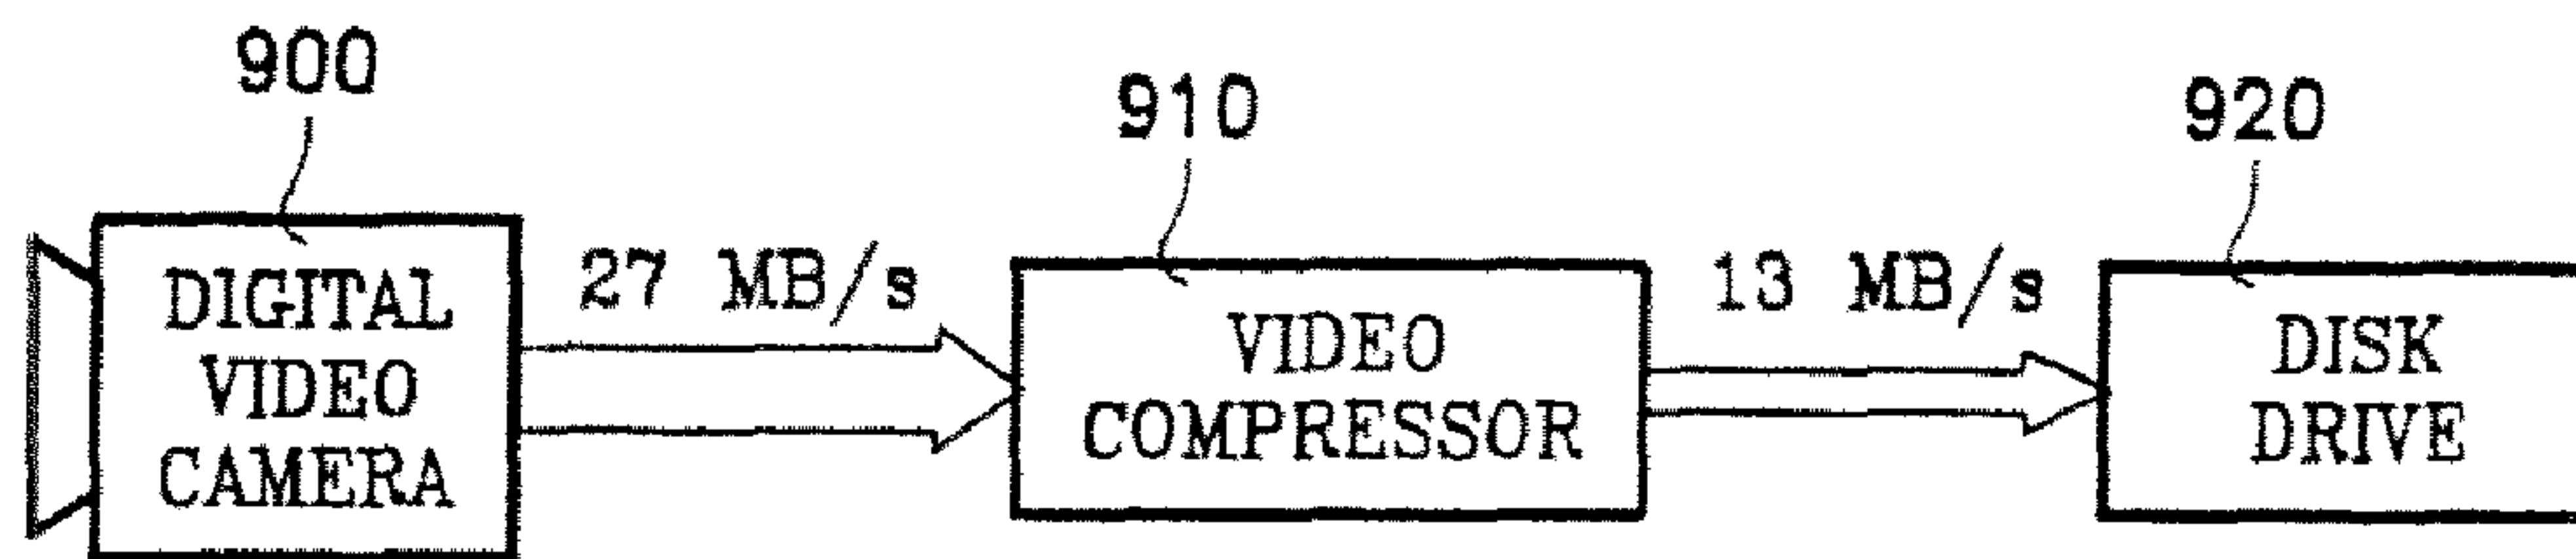 900
910
920
DIGITAL
VIDEO
CAMERA
27 MB/s
VIDEO
COMPRESSOR
13 MB/s
DISK
DRIVE